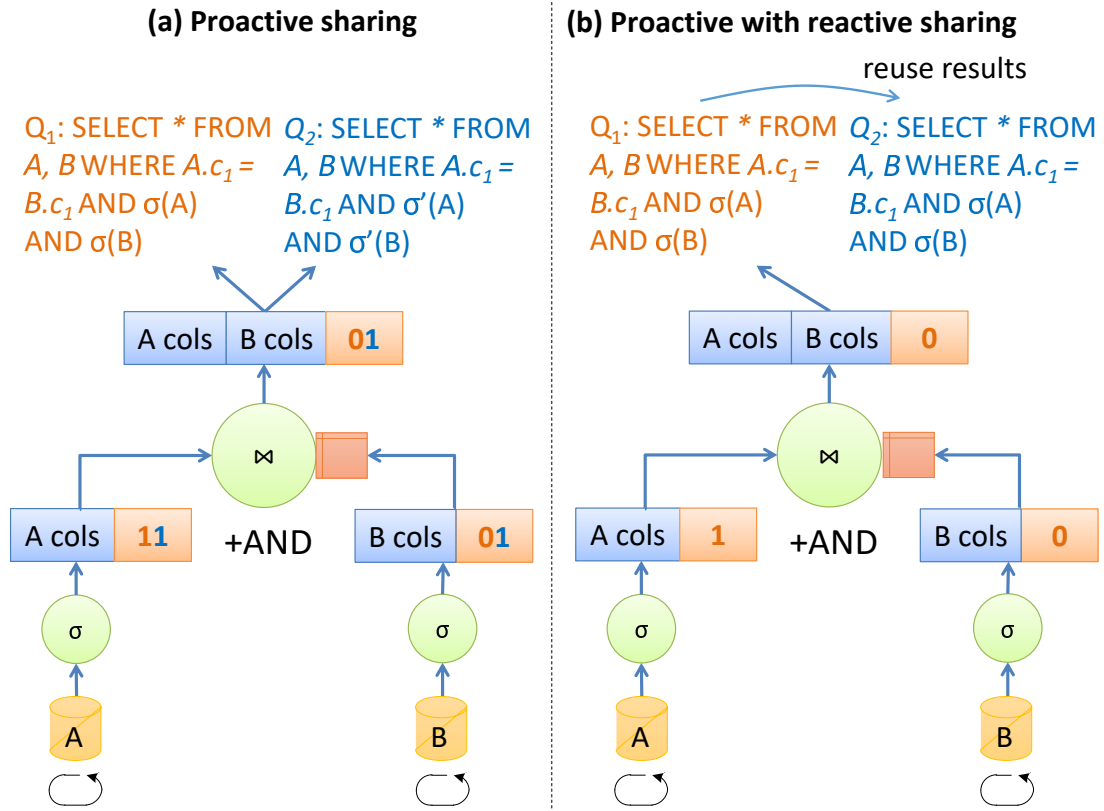 (a) Proactive sharing
Q1: SELECT * FROM
A, B WHERE A.c1 =
B.c1 AND σ(A)
AND σ(B)
Q2: SELECT * FROM
A, B WHERE A.c1 =
B.c1 AND σ’(A)
AND σ’(B)
A cols B cols 01
⋈
A cols 11
+AND
B cols 01
σ
σ
A
B
(b) Proactive with reactive sharing
reuse results
Q1: SELECT * FROM
A, B WHERE A.c1 =
B.c1 AND σ(A)
AND σ(B)
Q2: SELECT * FROM
A, B WHERE A.c1 =
B.c1 AND σ(A)
AND σ(B)
A cols B cols 0
⋈
A cols 1
+AND
B cols 0
σ
σ
A
B